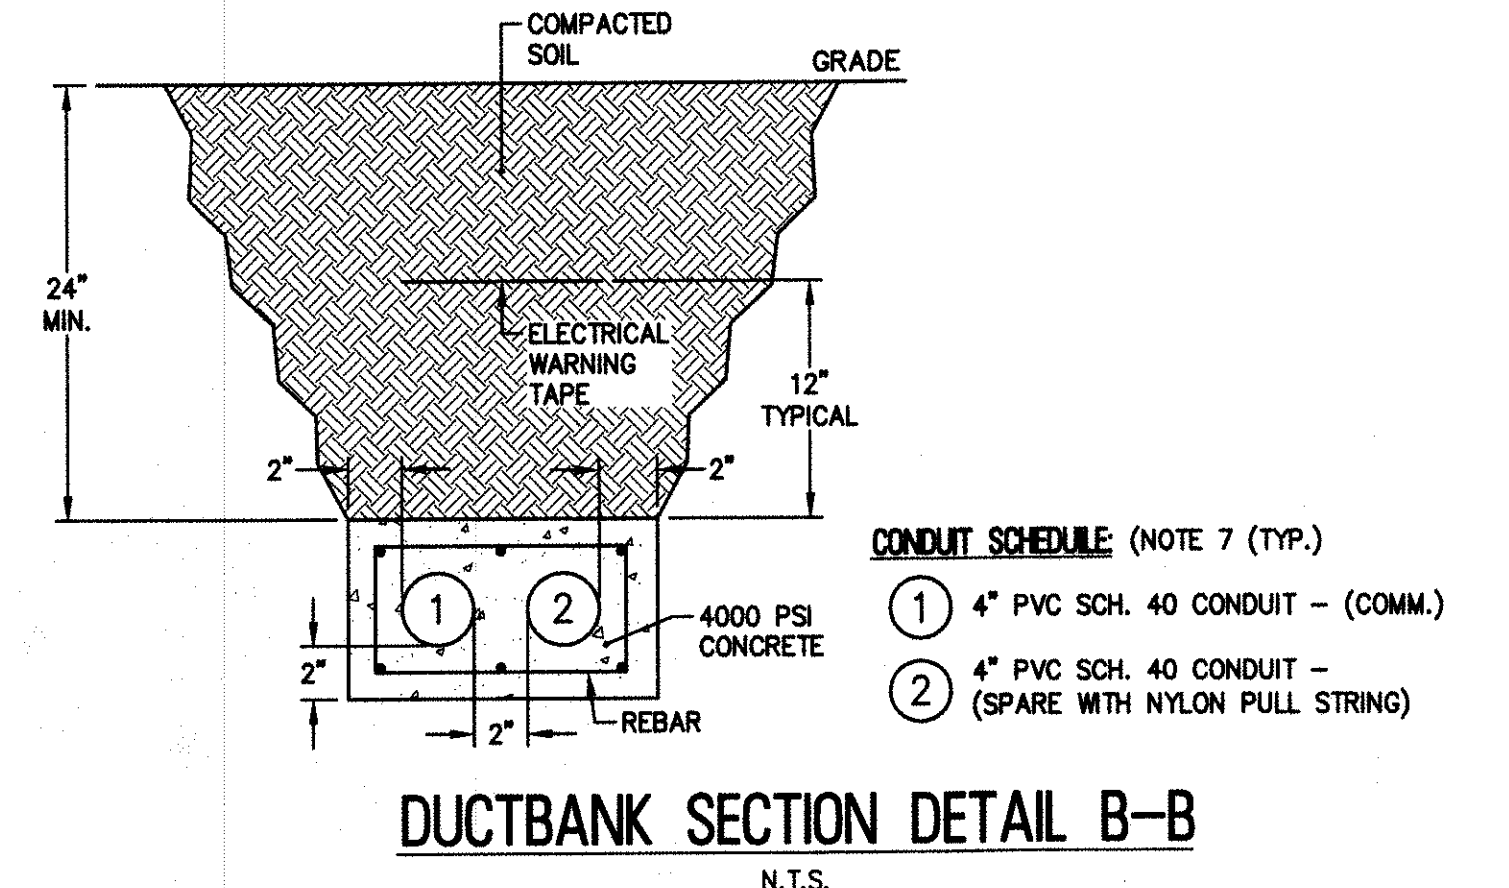 COMPACTED
SOIL
GRADE
24"
MIN.
ELECTRICAL
WARNING
TAPE
12"
TYPICAL
2"
2"
CONDUIT SCHEDULE: (NOTE 7 (TYP.)
1
2
1 4" PVC SCH. 40 CONDUIT - (COMM.)
4000 PSI
CONCRETE
2"
2 4" PVC SCH. 40 CONDUIT -
(SPARE WITH NYLON PULL STRING)
REBAR
2"
DUCTBANK SECTION DETAIL B-B
N.T.S.